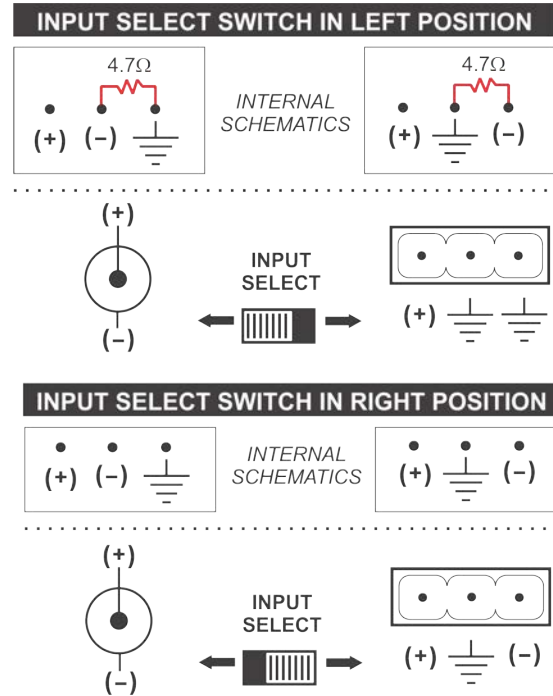 INPUT SELECT SWITCH IN LEFT POSITION
4.7Ω 4.7Ω
INTERNAL
SCHEMATICS
(+) (−) (+) (−)
(+)
INPUT
SELECT
(+)
(−)
INPUT SELECT SWITCH IN RIGHT POSITION
INTERNAL
SCHEMATICS
(+) (−) (+) (−)
(+)
INPUT
SELECT
(+) (−)
(−)